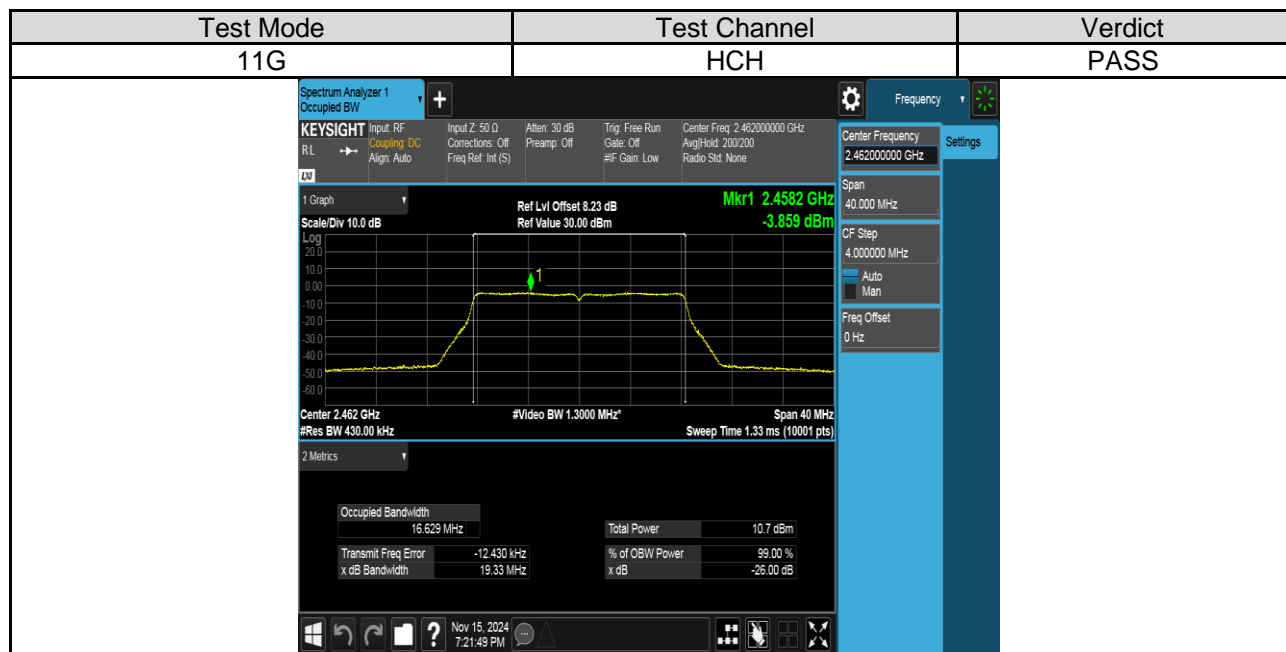 Test Mode Test Channel Verdict
11G HCH PASS
Spectrum Analyzer 1
Occupied BW
+
Frequency
KEYSIGHT Input: RF Input Z: 50 Ω Atten: 30 dB Trig: Free Run Center Freq: 2.462000000 GHz
RL Coupling: DC Corrections: Off Preamp: Off Gate: Off Avg|Hold: 200/200
Align: Auto Freq Ref: Int (S) #IF Gain: Low Radio Std: None
LXI
Center Frequency
2.462000000 GHz
Settings
Span
40.000 MHz
CF Step
4.000000 MHz
Auto
Man
Freq Offset
0 Hz
1 Graph
Ref Lvl Offset 8.23 dB
Mkr1 2.4582 GHz
Scale/Div 10.0 dB
Ref Value 30.00 dBm
-3.859 dBm
Log
20.0
10.0
1
0.00
-10.0
-20.0
-30.0
-40.0
-50.0
-60.0
Center 2.462 GHz #Video BW 1.3000 MHz* Span 40 MHz
#Res BW 430.00 kHz Sweep Time 1.33 ms (10001 pts)
2 Metrics
Occupied Bandwidth
16.629 MHz
Total Power 10.7 dBm
Transmit Freq Error -12.430 kHz % of OBW Power 99.00 %
x dB Bandwidth 19.33 MHz x dB -26.00 dB
?
Nov 15, 2024
7:21:49 PM